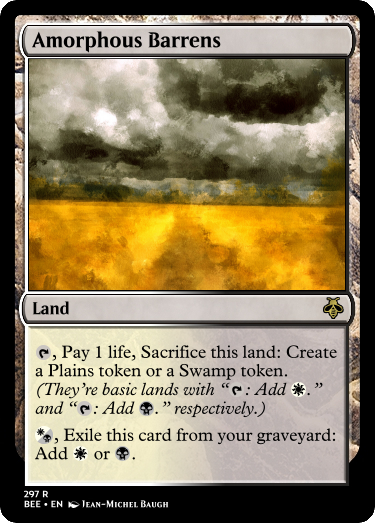 Amorphous Barrens
Land
, Pay 1 life, Sacrifice this land: Create
a Plains token or a Swamp token.
(They're basic lands with “: Add .”
and “: Add .” respectively.)
, Exile this card from your graveyard:
Add or .
297 R
BEE • EN Jean-Michel Baugh